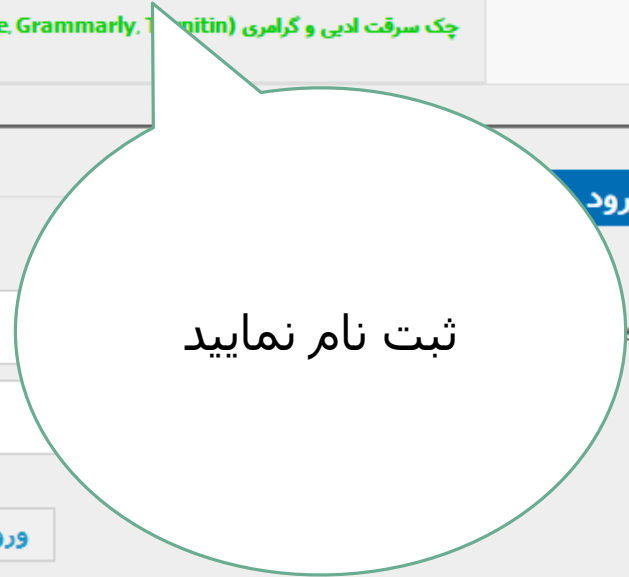 چک سرقت ادبی و گرامری (Grammarly,
ثبت نام نمایید